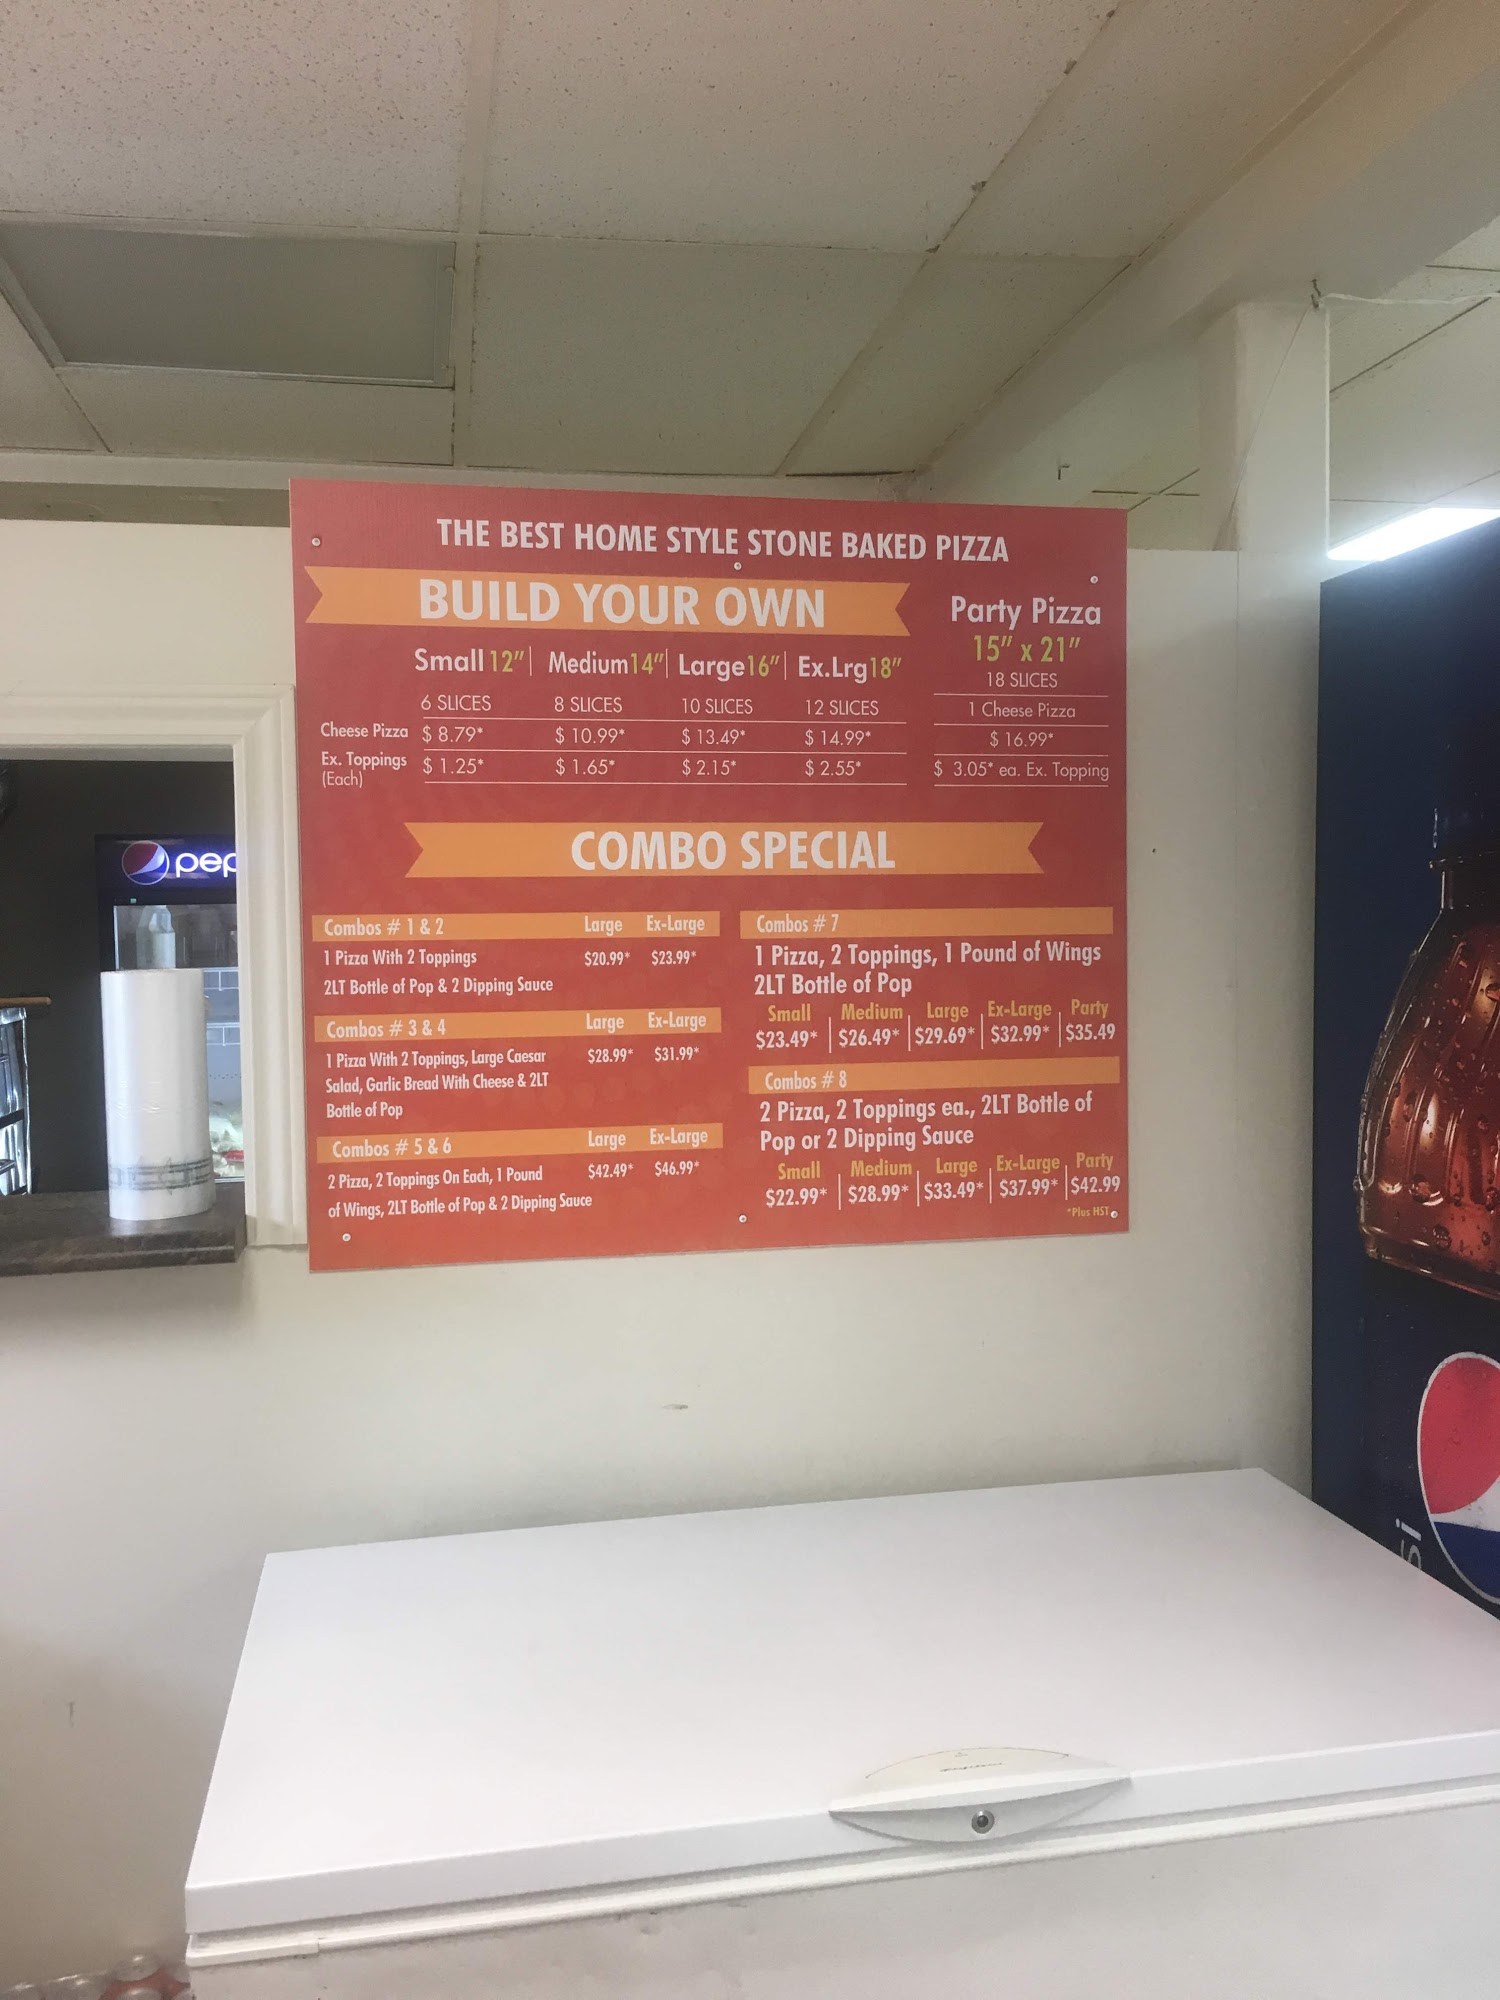 THE BEST HOME STYLE STONE BAKED PIZZA
BUILD YOUR OWN
Small 12" | Medium 14" | Large 16" | Ex.Lrg 18"
6 SLICES 8 SLICES 10 SLICES 12 SLICES
Cheese Pizza $ 8.79* $ 10.99* $ 13.49* $ 14.99*
Ex. Toppings $ 1.25* $ 1.65* $ 2.15* $ 2.55*
(Each)
Party Pizza
15" x 21"
18 SLICES
1 Cheese Pizza
$ 16.99*
$ 3.05* ea. Ex. Topping
COMBO SPECIAL
Combos # 1 & 2 Large Ex-Large
1 Pizza With 2 Toppings $20.99* $23.99*
2LT Bottle of Pop & 2 Dipping Sauce
Combos # 3 & 4 Large Ex-Large
1 Pizza With 2 Toppings, Large Caesar $28.99* $31.99*
Salad, Garlic Bread With Cheese & 2LT
Bottle of Pop
Combos # 5 & 6 Large Ex-Large
2 Pizza, 2 Toppings On Each, 1 Pound $42.49* $46.99*
of Wings, 2LT Bottle of Pop & 2 Dipping Sauce
Combos # 7
1 Pizza, 2 Toppings, 1 Pound of Wings
2LT Bottle of Pop
Small Medium Large Ex-Large Party
$23.49* | $26.49* | $29.69* | $32.99* | $35.49
Combos # 8
2 Pizza, 2 Toppings ea., 2LT Bottle of
Pop or 2 Dipping Sauce
Small Medium Large Ex-Large Party
$22.99* | $28.99* | $33.49* | $37.99* | $42.99
*Plus HST
pep
si